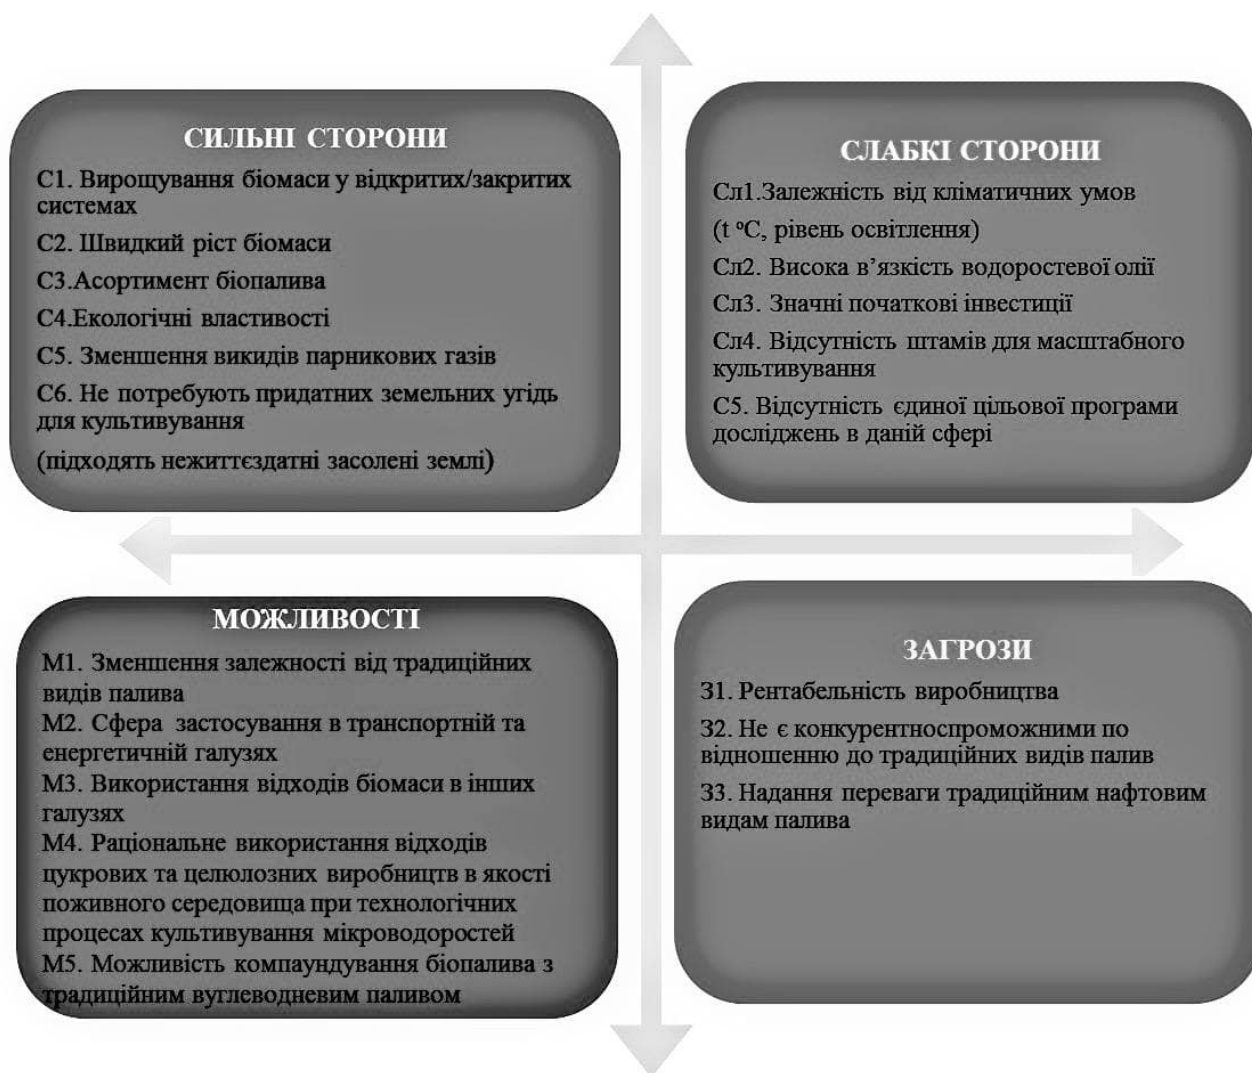 СИЛЬНІ СТОРОНИ
С1. Вирощування біомаси у відкритих/закритих
системах
С2. Швидкий ріст біомаси
С3.Асортимент біопалива
С4.Екологічні властивості
С5. Зменшення викидів парникових газів
С6. Не потребують придатних земельних угідь
для культивування
(підходять нежиттєздатні засолені землі)
СЛАБКІ СТОРОНИ
Сл1.Залежність від кліматичних умов
(t ºC, рівень освітлення)
Сл2. Висока в’язкість водоростевої олії
Сл3. Значні початкові інвестиції
Сл4. Відсутність штамів для масштабного
культивування
С5. Відсутність єдиної цільової програми
досліджень в даній сфері
МОЖЛИВОСТІ
М1. Зменшення залежності від традиційних
видів палива
М2. Сфера застосування в транспортній та
енергетичній галузях
М3. Використання відходів біомаси в інших
галузях
М4. Раціональне використання відходів
цукрових та целюлозних виробництв в якості
поживного середовища при технологічних
процесах культивування мікроводоростей
М5. Можливість компаундування біопалива з
традиційним вуглеводневим паливом
ЗАГРОЗИ
З1. Рентабельність виробництва
З2. Не є конкурентноспроможними по
відношенню до традиційних видів палив
З3. Надання переваги традиційним нафтовим
видам палива